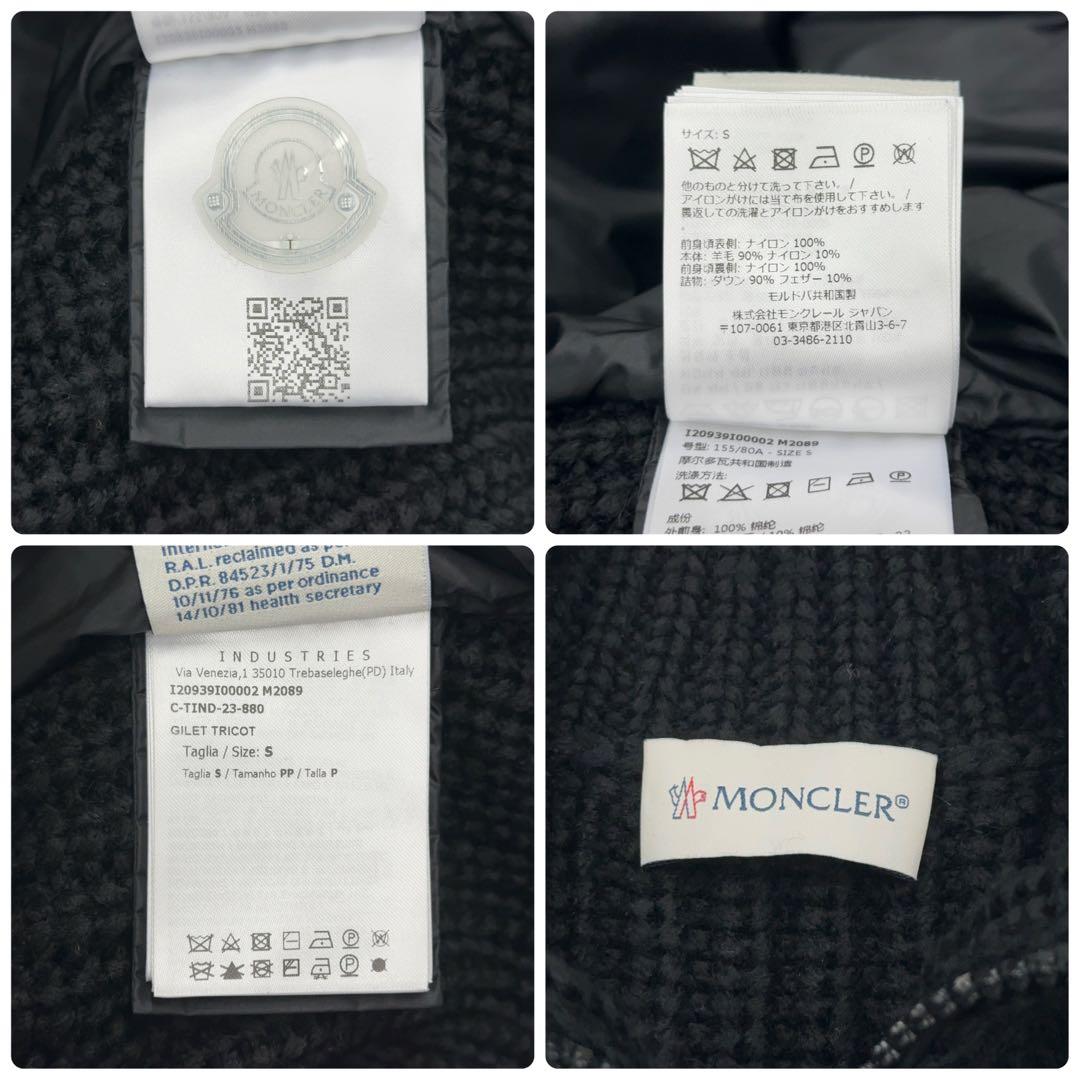 MONCLER
サイズ: S
他のものと分けて洗って下さい。 /
アイロンがけには当て布を使用して下さい。 /
裏返しての洗濯とアイロンがけをおすすめします
.
前身頃表側: ナイロン 100%
本体: 羊毛 90% ナイロン 10%
前身頃裏側: ナイロン 100%
詰物: ダウン 90% フェザー 10%
モルドバ共和国製
株式会社モンクレール ジャパン
〒107-0061 東京都港区北青山3-6-7
03-3486-2110
I20939I00002 M2089
号型: 155/80A - SIZE S
摩尔多瓦共和国制造
洗涤方法:
成份
100%
R.A.L. reclaimed as
D.P.R. 84523/1/75 D.M.
10/11/76 as per ordinance
14/10/81 health secretary
INDUSTRIES
Via Venezia,1 35010 Trebaseleghe(PD) Italy
I20939I00002 M2089
C-TIND-23-880
GILET TRICOT
Taglia / Size: S
Taglia S / Tamanho PP / Talla P
MONCLER®